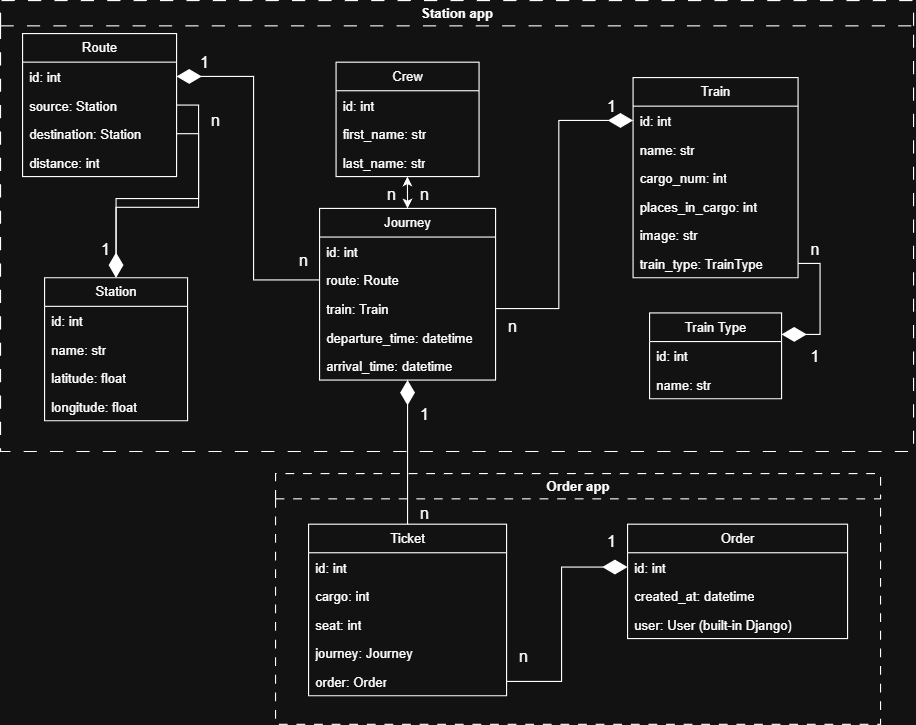 Station app
Route
id: int
source: Station
destination: Station
distance: int
1
n
Crew
id: int
first_name: str
last_name: str
n
n
Train
id: int
name: str
cargo_num: int
places_in_cargo: int
image: str
train_type: TrainType
1
n
Journey
id: int
route: Route
train: Train
departure_time: datetime
arrival_time: datetime
n
n
1
1
Station
id: int
name: str
latitude: float
longitude: float
Train Type
id: int
name: str
1
Order app
n
Ticket
id: int
cargo: int
seat: int
journey: Journey
order: Order
n
1
Order
id: int
created_at: datetime
user: User (built-in Django)